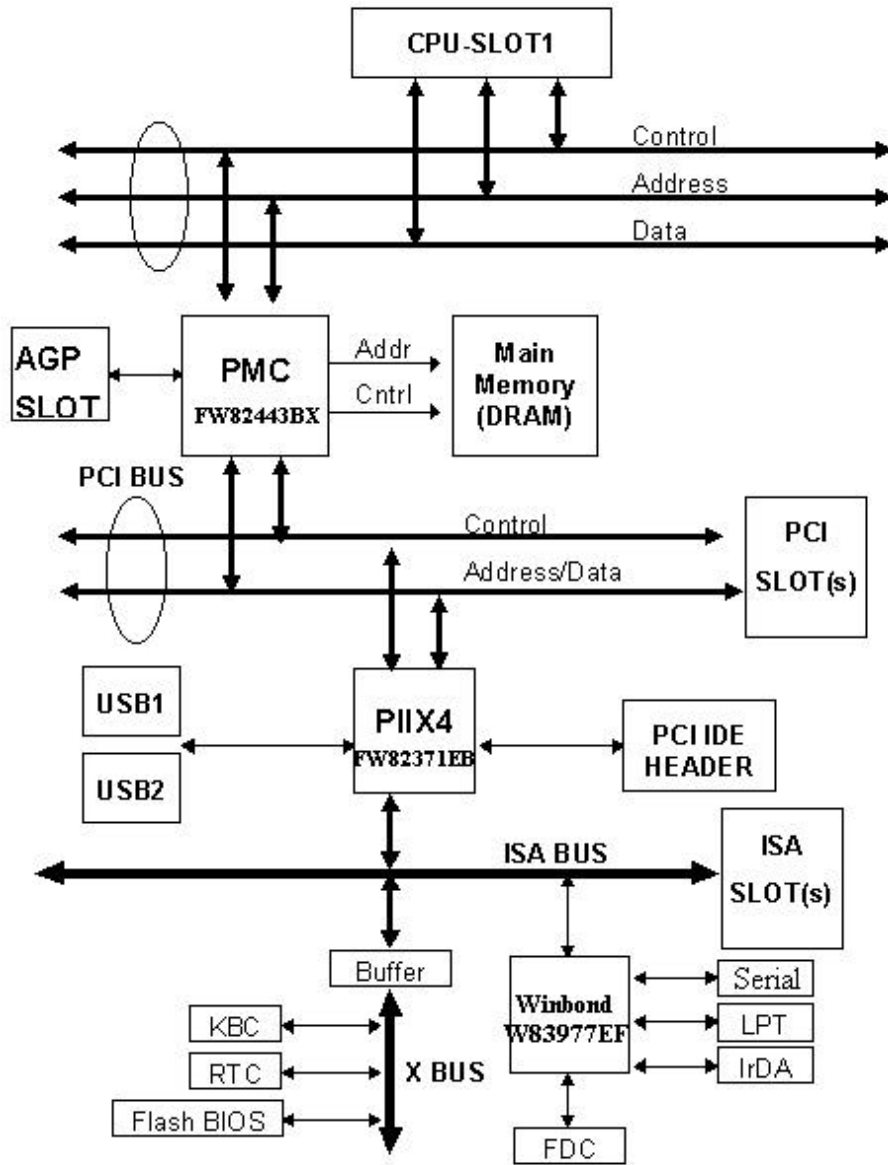 CPU-SLOT1
Control
Address
Data
AGP
SLOT
PMC
FW82443BX
Addr
Cntrl
Main
Memory
(DRAM)
PCI BUS
Control
Address/Data
PCI
SLOT(s)
USB1
USB2
PIIX4
FW82371EB
PCI IDE
HEADER
ISA BUS
ISA
SLOT(s)
Buffer
KBC
RTC
Flash BIOS
X BUS
Winbond
W83977EF
Serial
LPT
IrDA
FDC